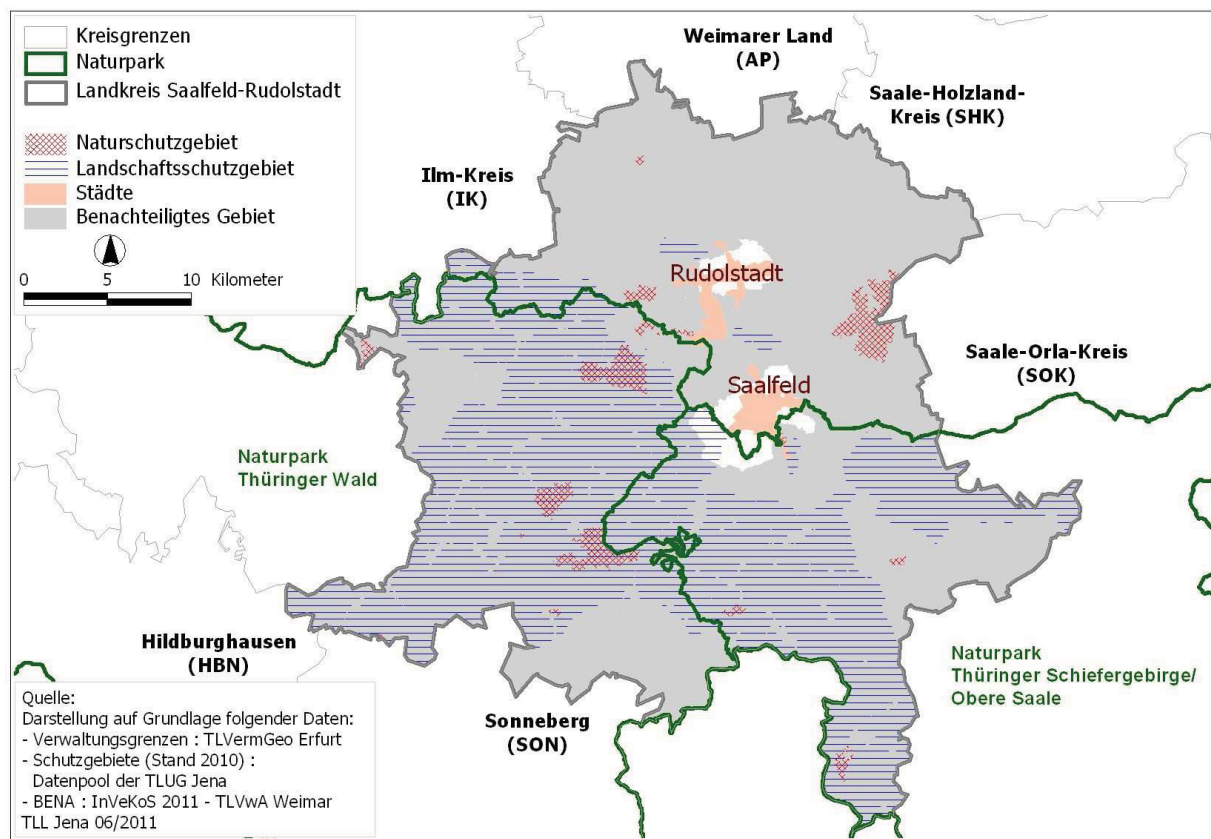 Kreisgrenzen
Naturpark
Landkreis Saalfeld-Rudolstadt
Naturschutzgebiet
Landschaftsschutzgebiet
Städte
Benachteiligtes Gebiet
0 5 10 Kilometer
Weimarer Land
(AP)
Saale-Holzland-
Kreis (SHK)
Ilm-Kreis
(IK)
Rudolstadt
Saale-Orla-Kreis
(SOK)
Saalfeld
Naturpark
Thüringer Wald
Hildburghausen
(HBN)
Sonneberg
(SON)
Naturpark
Thüringer Schiefergebirge/
Obere Saale
Quelle:
Darstellung auf Grundlage folgender Daten:
- Verwaltungsgrenzen : TLVermGeo Erfurt
- Schutzgebiete (Stand 2010) :
Datenpool der TLUG Jena
- BENA : InVeKoS 2011 - TLVwA Weimar
TLL Jena 06/2011